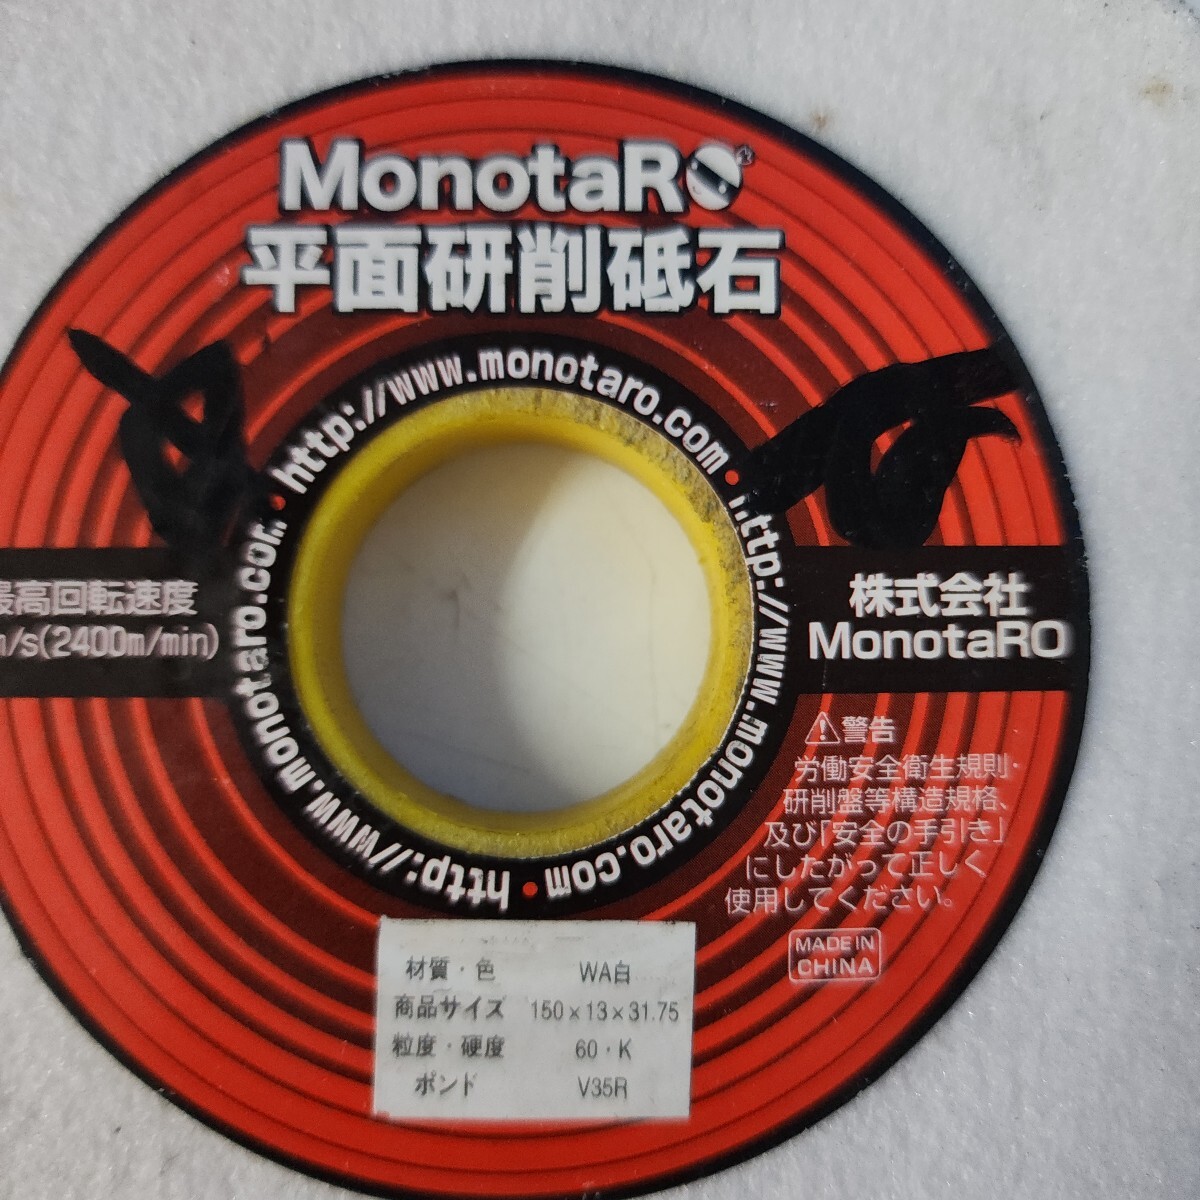 MonotaRO
平面研削砥石
http://www.monotaro.com・http://www.monotaro.com・http://www.monotaro.com・
最高回転速度
m/s(2400m/min)
株式会社
MonotaRO
警告
労働安全衛生規則・
研削盤等構造規格、
及び「安全の手引き」
にしたがって正しく
使用してください。
MADE IN
CHINA
材質・色 WA白
商品サイズ 150×13×31.75
粒度・硬度 60・K
ボンド V35R